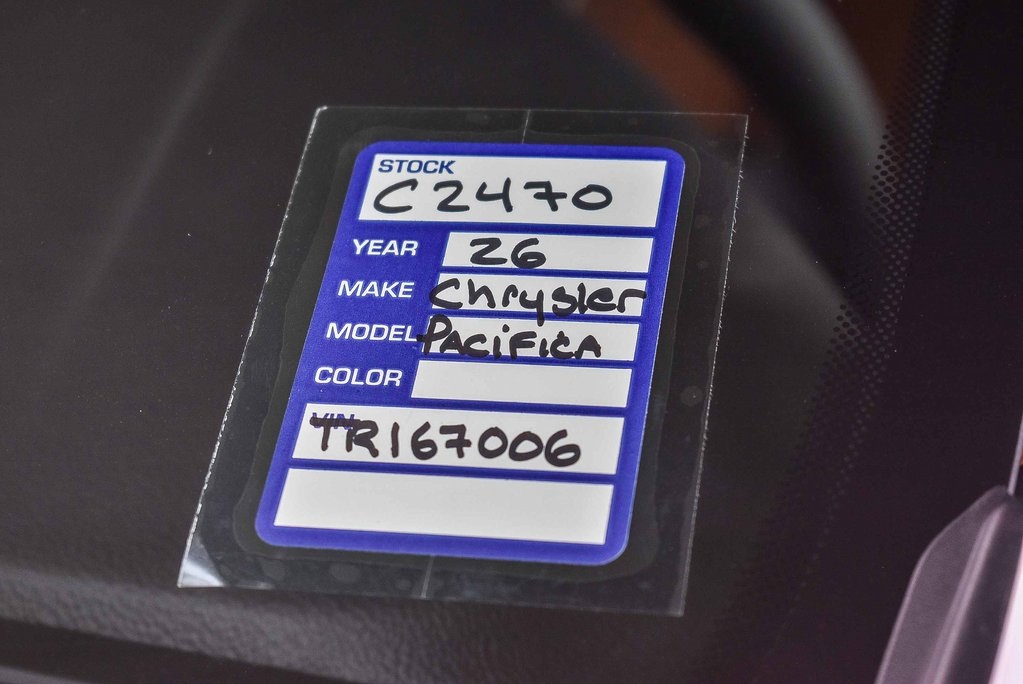 STOCK
C2470
YEAR 26
MAKE Chrysler
MODEL PACiFiCA
COLOR
VIN
TR167006